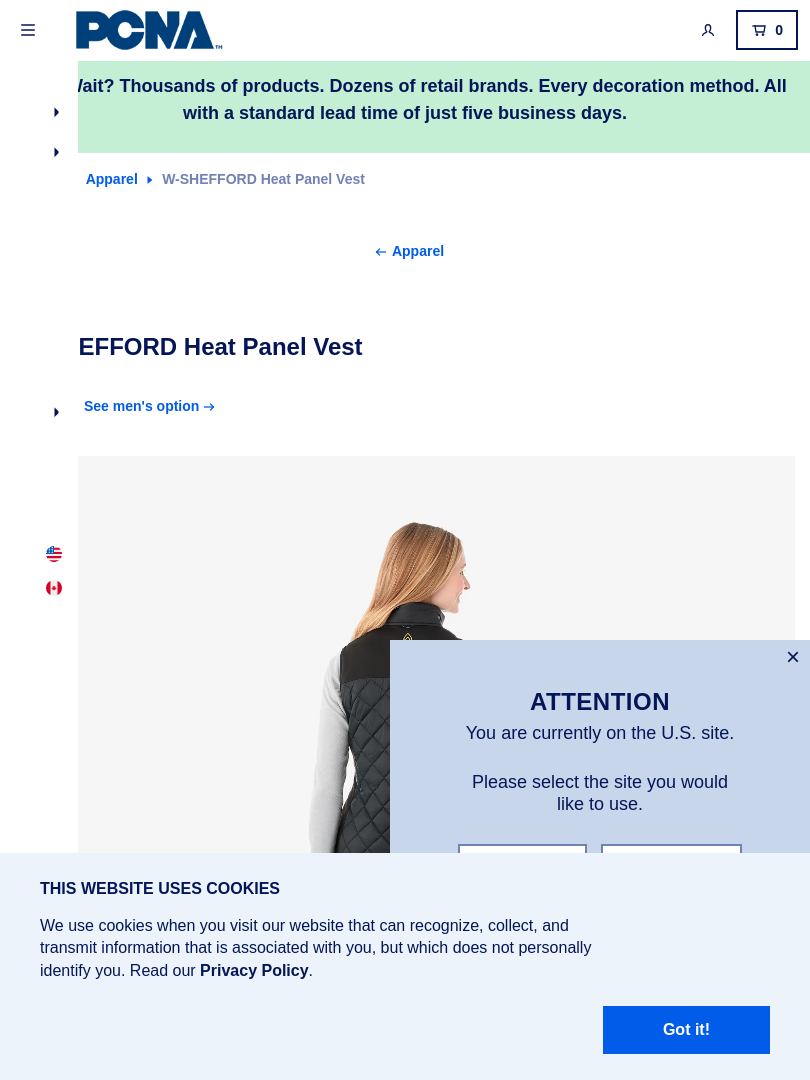 PCNA™
0
Wait? Thousands of products. Dozens of retail brands. Every decoration method. All
with a standard lead time of just five business days.
Apparel W-SHEFFORD Heat Panel Vest
← Apparel
EFFORD Heat Panel Vest
See men's option →
×
ATTENTION
You are currently on the U.S. site.
Please select the site you would
like to use.
THIS WEBSITE USES COOKIES
We use cookies when you visit our website that can recognize, collect, and
transmit information that is associated with you, but which does not personally
identify you. Read our Privacy Policy.
Got it!